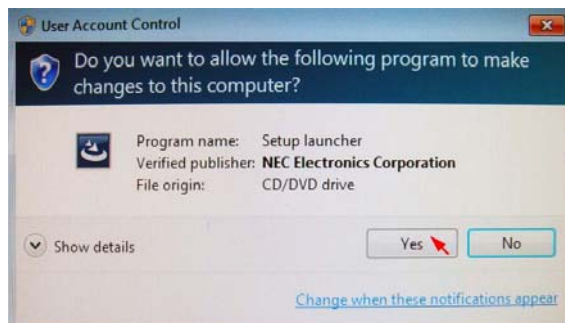 User Account Control
Do you want to allow the following program to make
changes to this computer?
Program name: Setup launcher
Verified publisher: NEC Electronics Corporation
File origin: CD/DVD drive
Show details
Yes
No
Change when these notifications appear